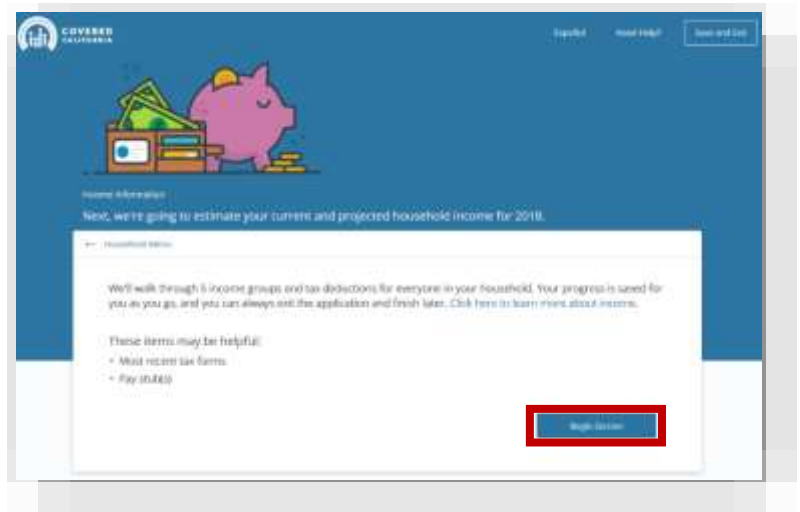 COVERED
CALIFORNIA
Español
Need Help?
Save and Exit
Income Information
Next, we're going to estimate your current and projected household income for 2018.
← Household Menu
We'll walk through 5 income groups and tax deductions for everyone in your household. Your progress is saved for
you as you go, and you can always exit the application and finish later. Click here to learn more about income.
These items may be helpful:
• Most recent tax forms
• Pay stub(s)
Begin Section